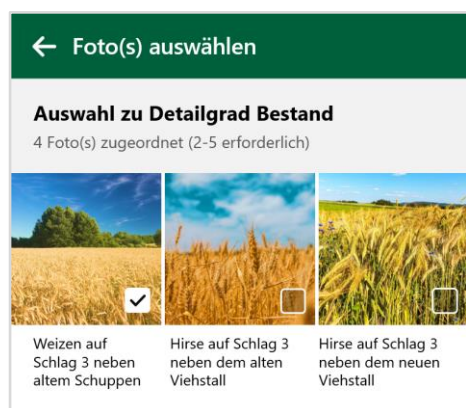 Foto(s) auswählen
Auswahl zu Detailgrad Bestand
4 Foto(s) zugeordnet (2-5 erforderlich)
Weizen auf
Schlag 3 neben
altem Schuppen
Hirse auf Schlag 3
neben dem alten
Viehstall
Hirse auf Schlag 3
neben dem neuen
Viehstall